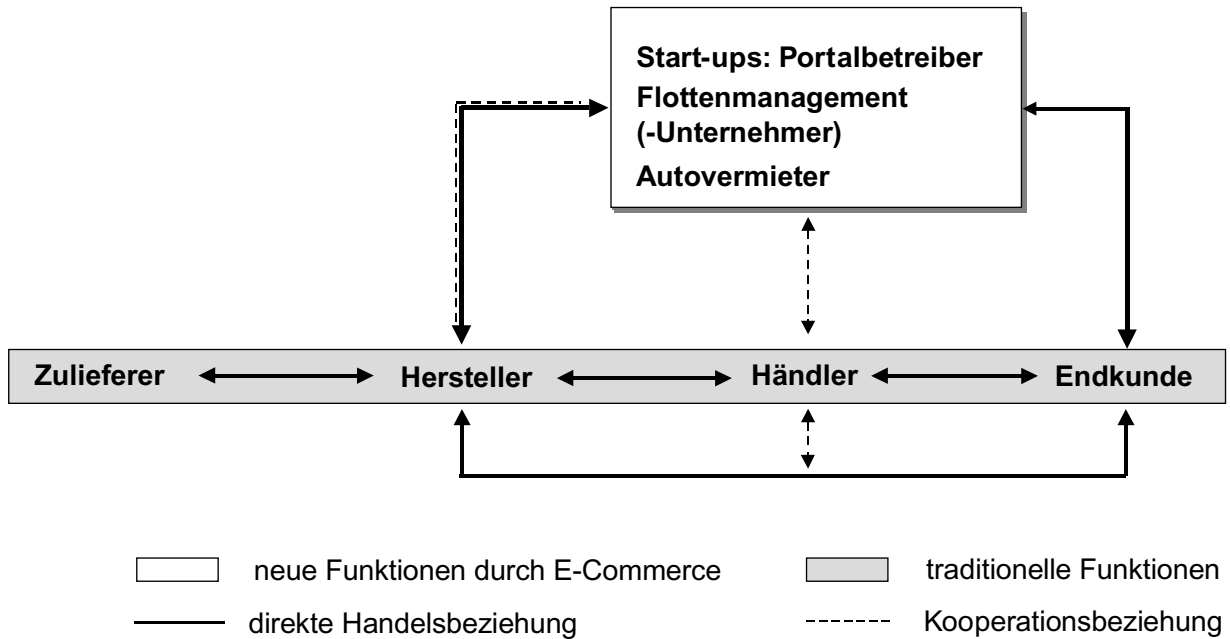 Start-ups: Portalbetreiber
Flottenmanagement
(-Unternehmer)
Autovermieter
Zulieferer Hersteller Händler Endkunde
neue Funktionen durch E-Commerce traditionelle Funktionen
direkte Handelsbeziehung Kooperationsbeziehung